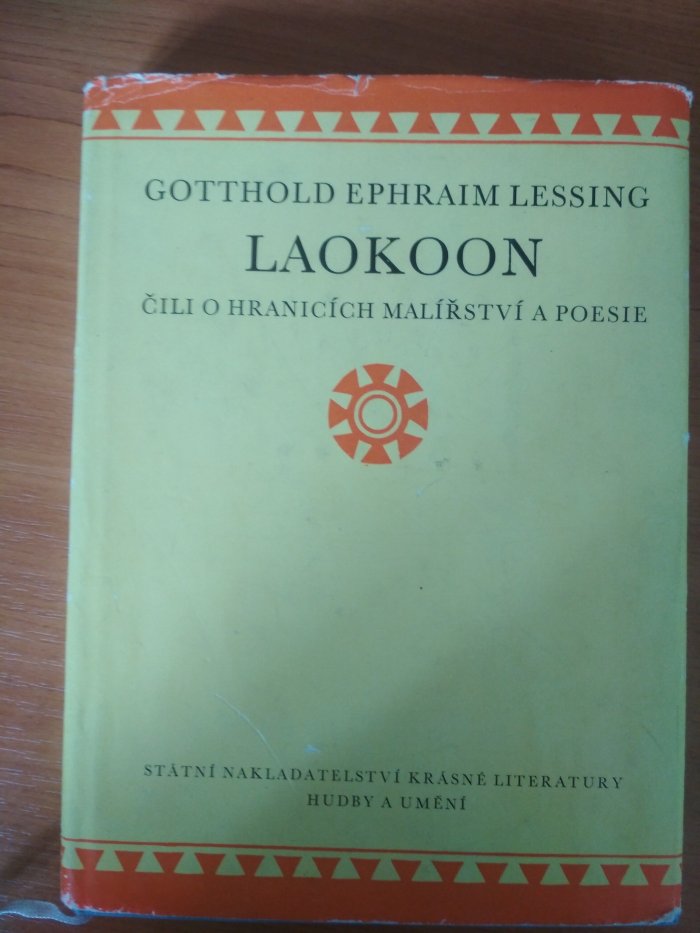 GOTTHOLD EPHRAIM LESSING
LAOKOON
ČILI O HRANICÍCH MALÍŘSTVÍ A POESIE
STÁTNÍ NAKLADATELSTVÍ KRÁSNÉ LITERATURY
HUDBY A UMĚNÍ